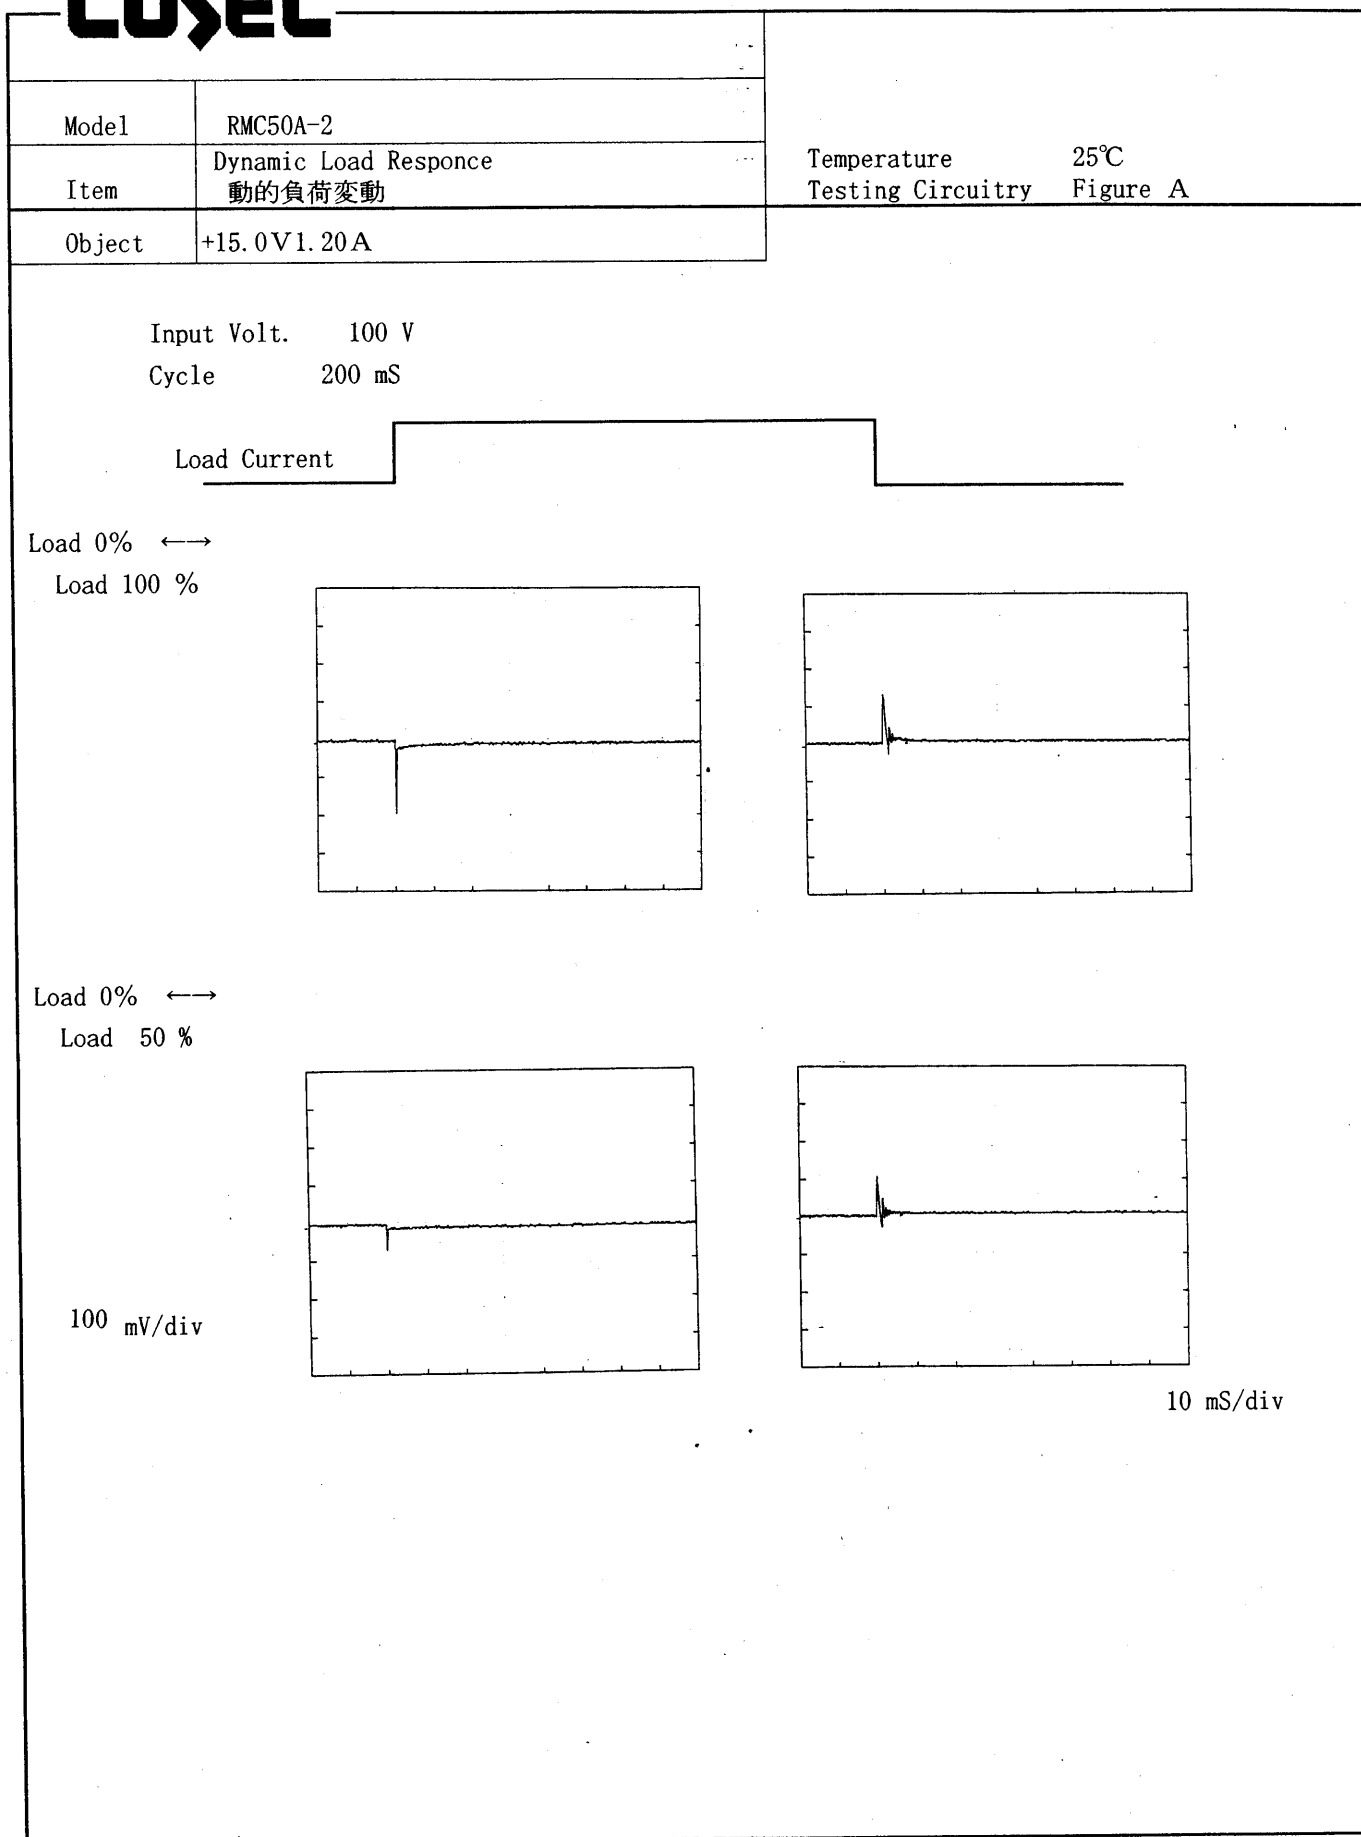 COSEL
Model RMC50A-2
Item Dynamic Load Responce
動的負荷変動
Temperature 25℃
Testing Circuitry Figure A
Object +15.0V1.20A
Input Volt. 100 V
Cycle 200 mS
Load Current
Load 0% ←→
Load 100 %
Load 0% ←→
Load 50 %
100 mV/div
10 mS/div